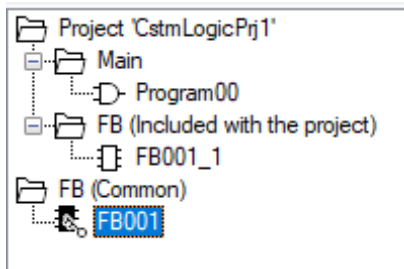 Project 'CstmLogicPrj1'
Main
Program00
FB (Included with the project)
FB001_1
FB (Common)
FB001